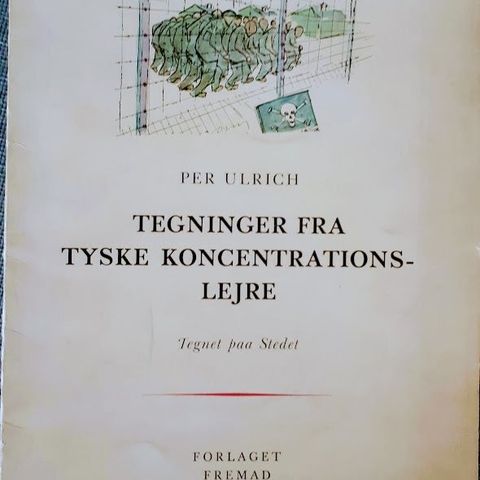 PER ULRICH
TEGNINGER FRA
TYSKE KONCENTRATIONS-
LEJRE
Tegnet paa Stedet
FORLAGET
FREMAD